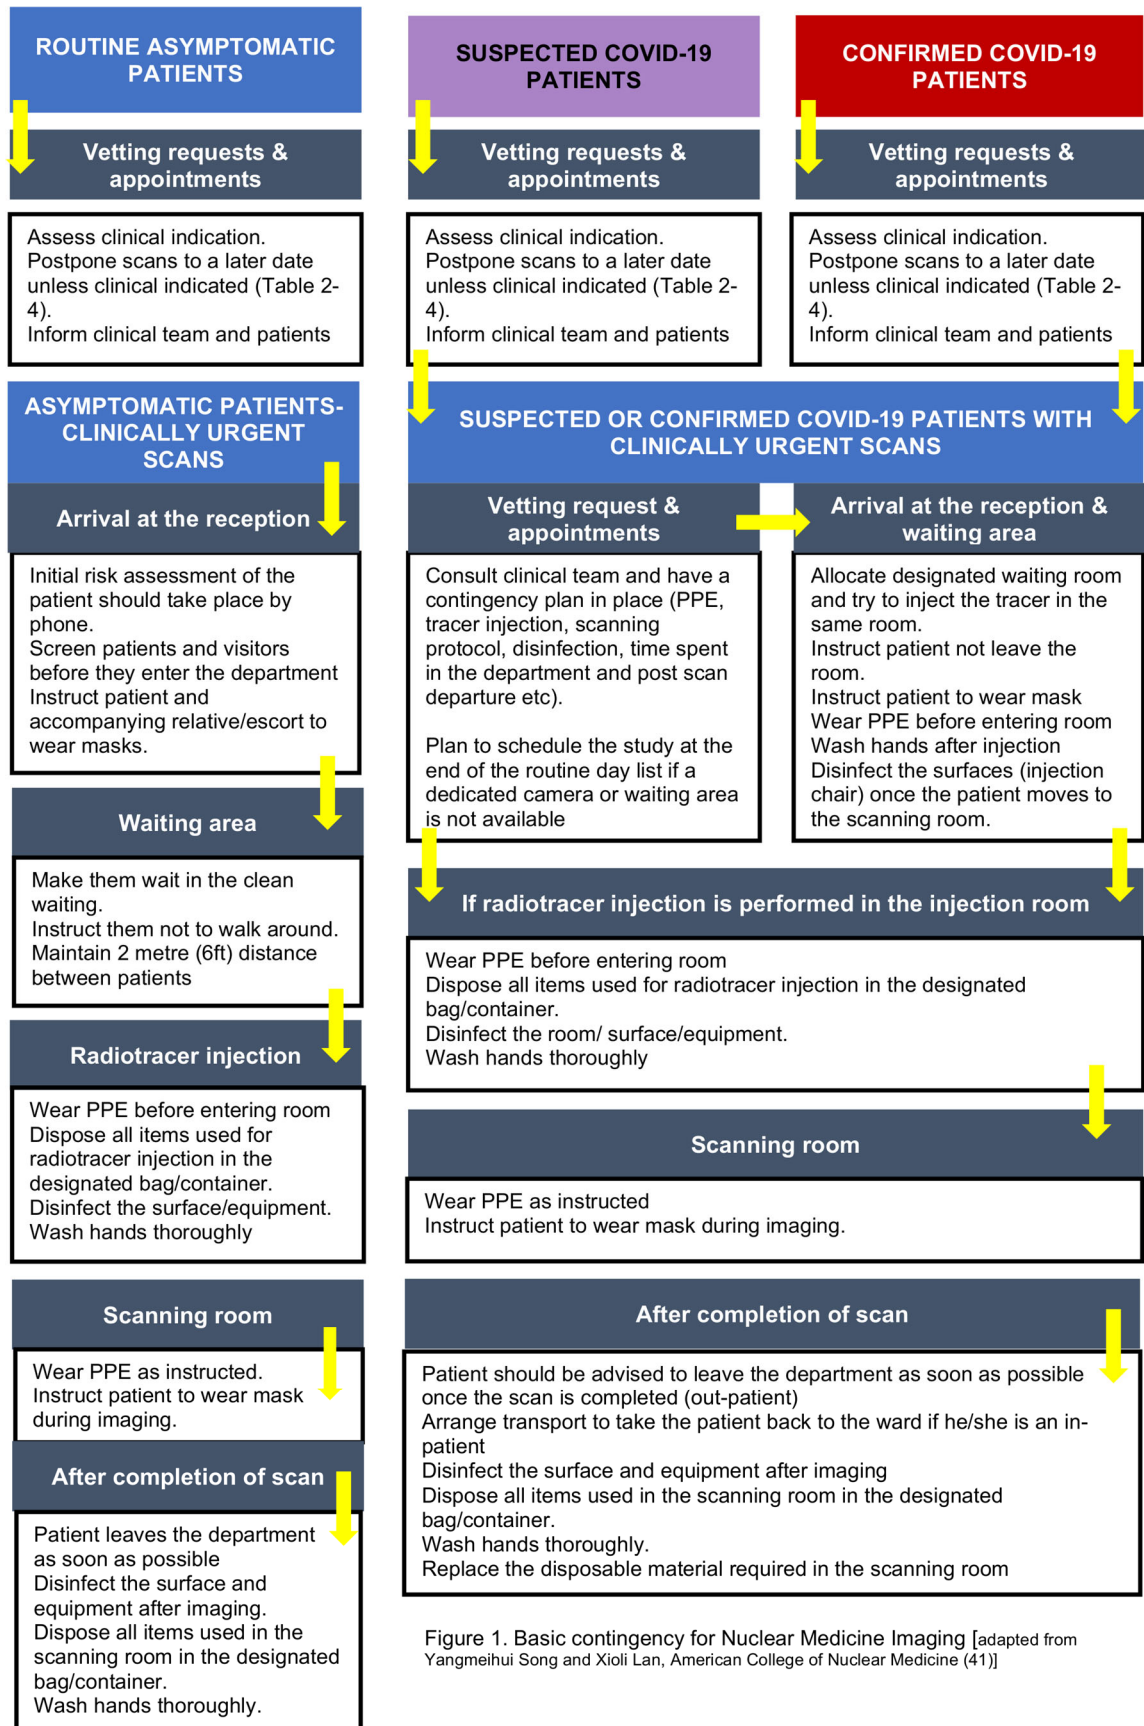 ROUTINE ASYMPTOMATIC
PATIENTS
Vetting requests &
appointments
Assess clinical indication.
Postpone scans to a later date
unless clinical indicated (Table 2-
4).
Inform clinical team and patients
ASYMPTOMATIC PATIENTS-
CLINICALLY URGENT
SCANS
Arrival at the reception
Initial risk assessment of the
patient should take place by
phone.
Screen patients and visitors
before they enter the department
Instruct patient and
accompanying relative/escort to
wear masks.
Waiting area
Make them wait in the clean
waiting.
Instruct them not to walk around.
Maintain 2 metre (6ft) distance
between patients
Radiotracer injection
Wear PPE before entering room
Dispose all items used for
radiotracer injection in the
designated bag/container.
Disinfect the surface/equipment.
Wash hands thoroughly
Scanning room
Wear PPE as instructed.
Instruct patient to wear mask
during imaging.
After completion of scan
Patient leaves the department
as soon as possible
Disinfect the surface and
equipment after imaging.
Dispose all items used in the
scanning room in the designated
bag/container.
Wash hands thoroughly.
SUSPECTED COVID-19
PATIENTS
Vetting requests &
appointments
Assess clinical indication.
Postpone scans to a later date
unless clinical indicated (Table 2-
4).
Inform clinical team and patients
CONFIRMED COVID-19
PATIENTS
Vetting requests &
appointments
Assess clinical indication.
Postpone scans to a later date
unless clinical indicated (Table 2-
4).
Inform clinical team and patients
SUSPECTED OR CONFIRMED COVID-19 PATIENTS WITH
CLINICALLY URGENT SCANS
Vetting request &
appointments
Consult clinical team and have a
contingency plan in place (PPE,
tracer injection, scanning
protocol, disinfection, time spent
in the department and post scan
departure etc).
Plan to schedule the study at the
end of the routine day list if a
dedicated camera or waiting area
is not available
Arrival at the reception &
waiting area
Allocate designated waiting room
and try to inject the tracer in the
same room.
Instruct patient not leave the
room.
Instruct patient to wear mask
Wear PPE before entering room
Wash hands after injection
Disinfect the surfaces (injection
chair) once the patient moves to
the scanning room.
If radiotracer injection is performed in the injection room
Wear PPE before entering room
Dispose all items used for radiotracer injection in the designated
bag/container.
Disinfect the room/ surface/equipment.
Wash hands thoroughly
Scanning room
Wear PPE as instructed
Instruct patient to wear mask during imaging.
After completion of scan
Patient should be advised to leave the department as soon as possible
once the scan is completed (out-patient)
Arrange transport to take the patient back to the ward if he/she is an in-
patient
Disinfect the surface and equipment after imaging
Dispose all items used in the scanning room in the designated
bag/container.
Wash hands thoroughly.
Replace the disposable material required in the scanning room
Figure 1. Basic contingency for Nuclear Medicine Imaging [adapted from
Yangmeihui Song and Xioli Lan, American College of Nuclear Medicine (41)]